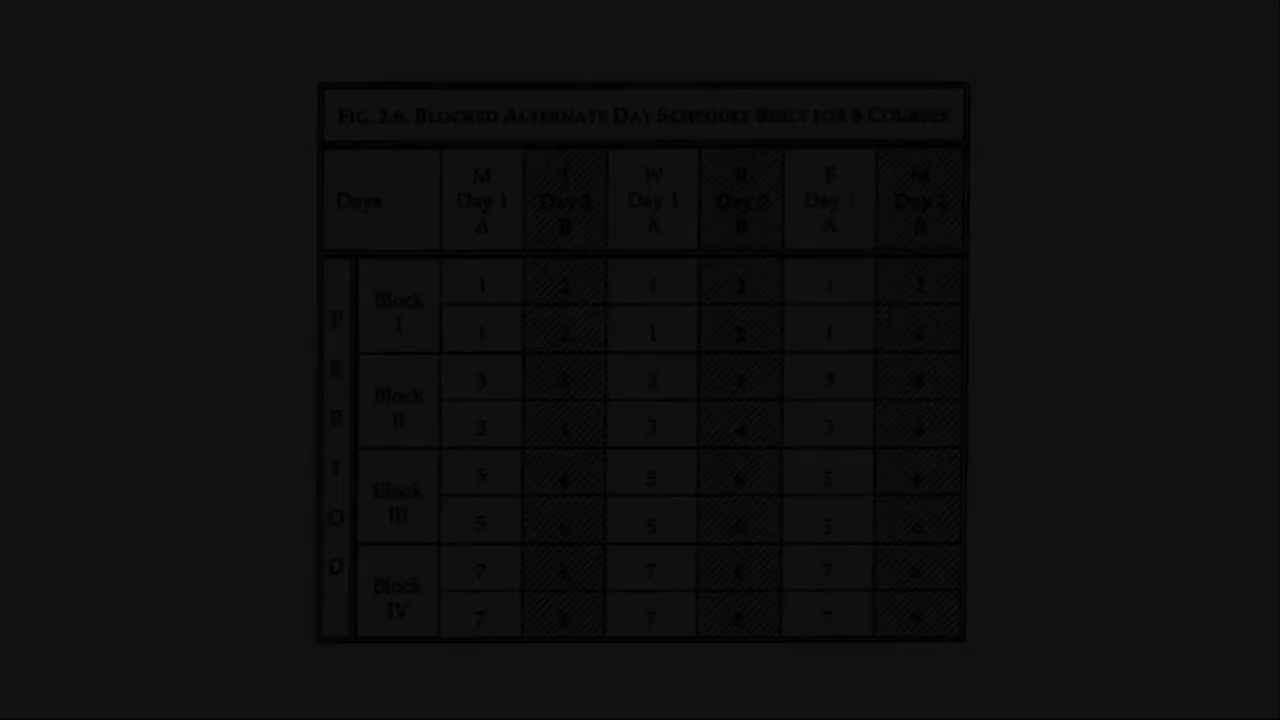 FIG. 2.6. BLOCKED ALTERNATE DAY SCHEDULE BUILT FOR 8 COURSES
Days M T W R F M
Day 1 Day 2 Day 1 Day 2 Day 1 Day 2
A B A B A B
PERIOD
Block I
1 2 1 2 1 2
1 2 1 2 1 2
Block II
3 4 3 4 3 4
3 4 3 4 3 4
Block III
5 6 5 6 5 6
5 6 5 6 5 6
Block IV
7 8 7 8 7 8
7 8 7 8 7 8